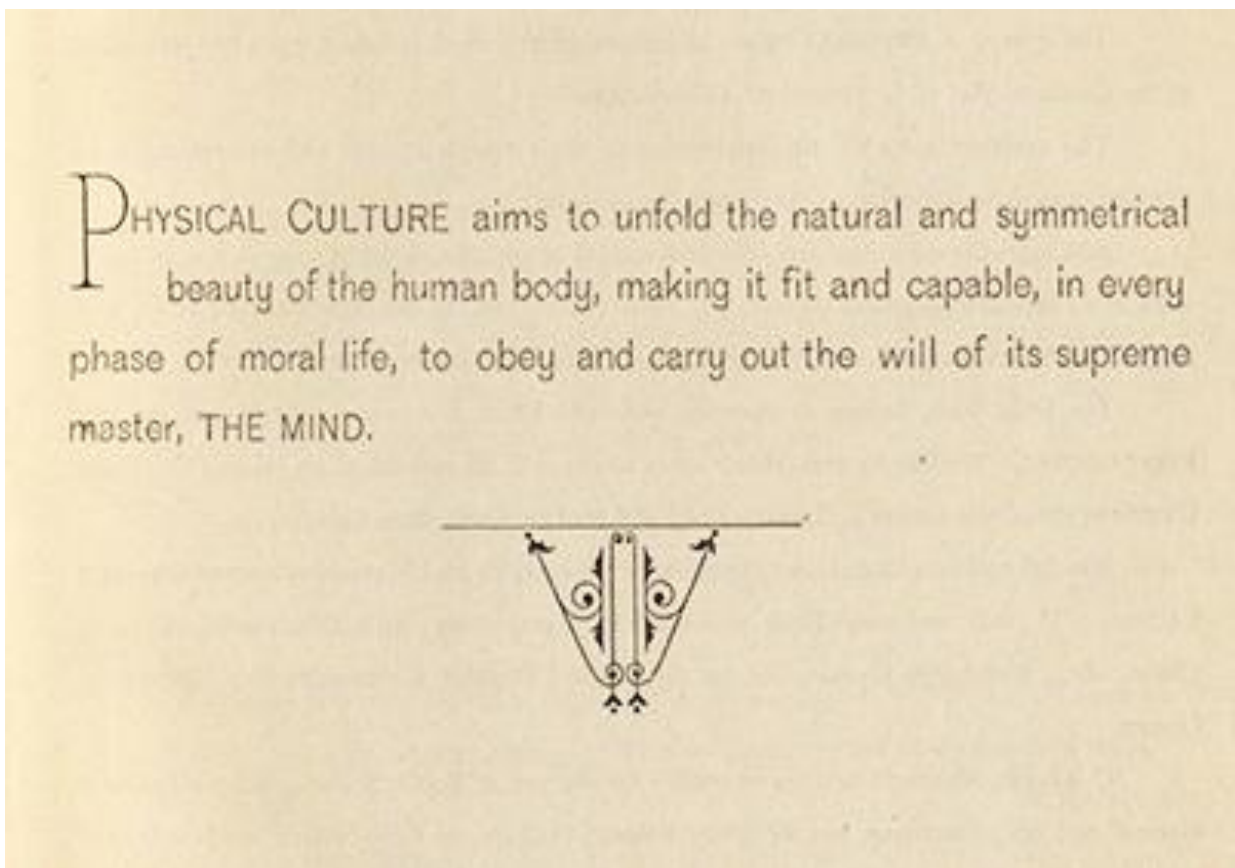 PHYSICAL CULTURE aims to unfold the natural and symmetrical
beauty of the human body, making it fit and capable, in every
phase of moral life, to obey and carry out the will of its supreme
master, THE MIND.